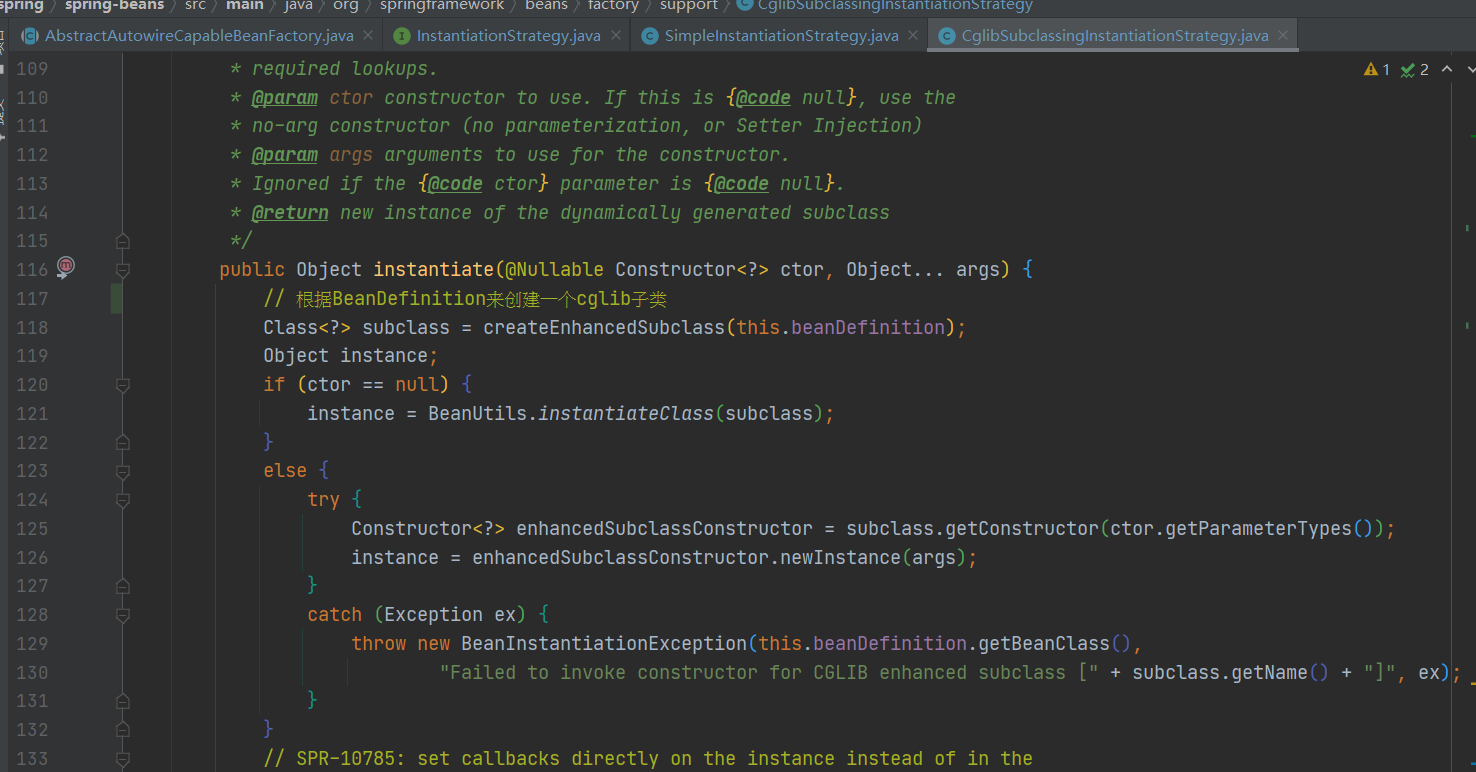 spring › spring-beans › src › main › java › org › springframework › beans › factory › support › CglibSubclassingInstantiationStrategy
AbstractAutowireCapableBeanFactory.java InstantiationStrategy.java SimpleInstantiationStrategy.java CglibSubclassingInstantiationStrategy.java
1 2
109 * required lookups.
110 * @param ctor constructor to use. If this is {@code null}, use the
111 * no-arg constructor (no parameterization, or Setter Injection)
112 * @param args arguments to use for the constructor.
113 * Ignored if the {@code ctor} parameter is {@code null}.
114 * @return new instance of the dynamically generated subclass
115 */
116 public Object instantiate(@Nullable Constructor<?> ctor, Object... args) {
117 // 根据BeanDefinition来创建一个cglib子类
118 Class<?> subclass = createEnhancedSubclass(this.beanDefinition);
119 Object instance;
120 if (ctor == null) {
121 instance = BeanUtils.instantiateClass(subclass);
122 }
123 else {
124 try {
125 Constructor<?> enhancedSubclassConstructor = subclass.getConstructor(ctor.getParameterTypes());
126 instance = enhancedSubclassConstructor.newInstance(args);
127 }
128 catch (Exception ex) {
129 throw new BeanInstantiationException(this.beanDefinition.getBeanClass(),
130 "Failed to invoke constructor for CGLIB enhanced subclass [" + subclass.getName() + "]", ex);
131 }
132 }
133 // SPR-10785: set callbacks directly on the instance instead of in the